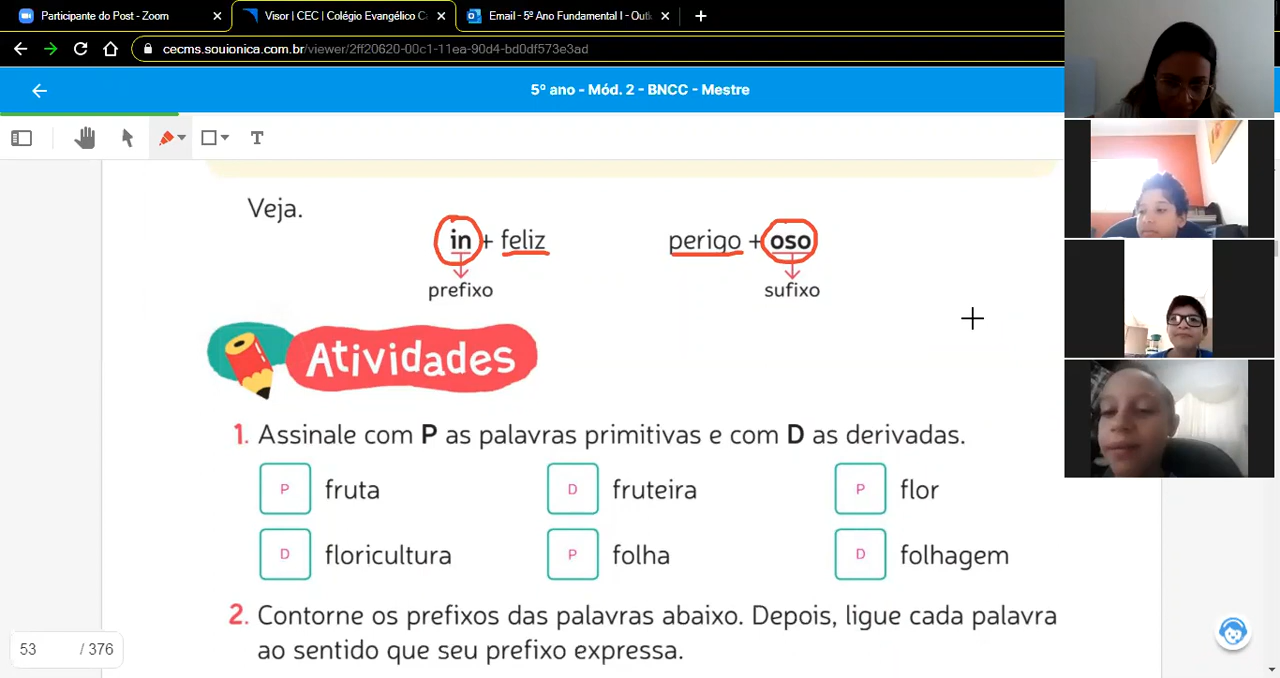 Participante do Post - Zoom
Visor | CEC | Colégio Evangélico C
Email - 5º Ano Fundamental I - Outl
cecms.souionica.com.br/viewer/2ff20620-00c1-11ea-90d4-bd0df573e3ad
5º ano - Mód. 2 - BNCC - Mestre
T
Veja.
in + feliz perigo + oso
prefixo sufixo
Atividades
1. Assinale com P as palavras primitivas e com D as derivadas.
P fruta D fruteira P flor
D floricultura P folha D folhagem
2. Contorne os prefixos das palavras abaixo. Depois, ligue cada palavra
ao sentido que seu prefixo expressa.
53 / 376